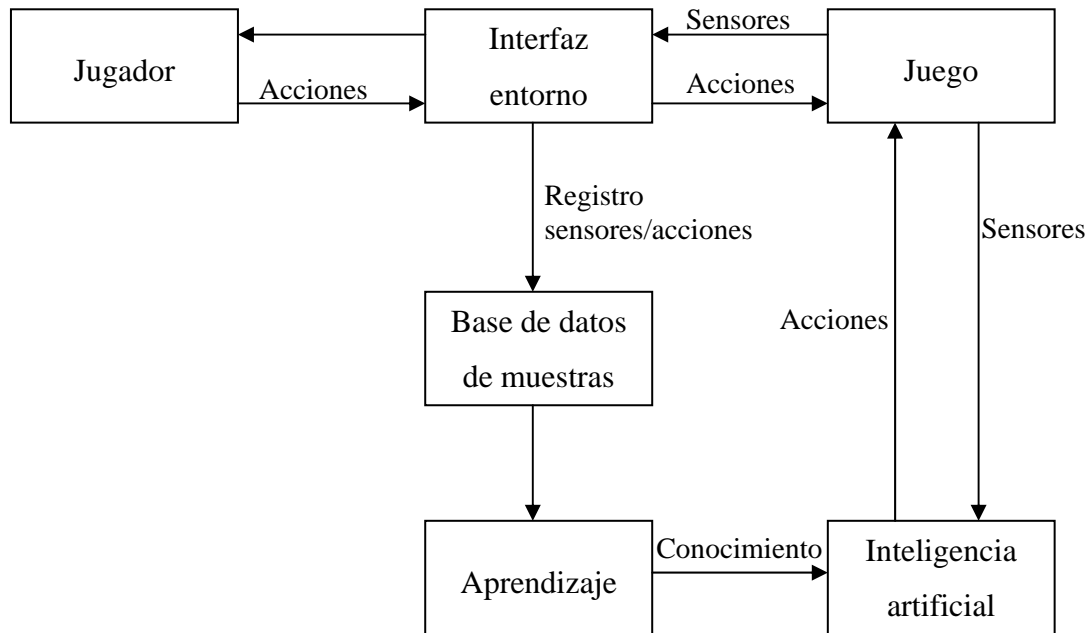 Jugador
Acciones
Interfaz
entorno
Sensores
Acciones
Juego
Registro
sensores/acciones
Sensores
Acciones
Base de datos
de muestras
Aprendizaje
Conocimiento
Inteligencia
artificial